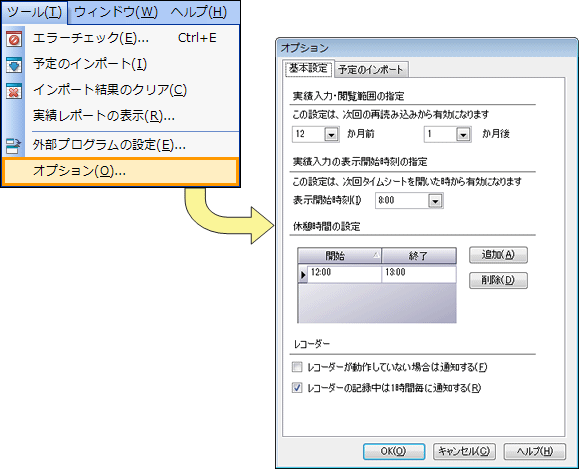 ツール(T) ウィンドウ(W) ヘルプ(H)
エラーチェック(E)... Ctrl+E
予定のインポート(I)
インポート結果のクリア(C)
実績レポートの表示(R)...
外部プログラムの設定(E)...
オプション(O)...
オプション
基本設定 予定のインポート
実績入力・閲覧範囲の指定
この設定は、次回の再読み込みから有効になります
12 か月前 1 か月後
実績入力の表示開始時刻の指定
この設定は、次回タイムシートを開いた時から有効になります
表示開始時刻(I) 8:00
休憩時間の設定
開始 終了 追加(A)
12:00 13:00
削除(D)
レコーダー
レコーダーが動作していない場合は通知する(F)
レコーダーの記録中は1時間毎に通知する(R)
OK(O) キャンセル(C) ヘルプ(H)